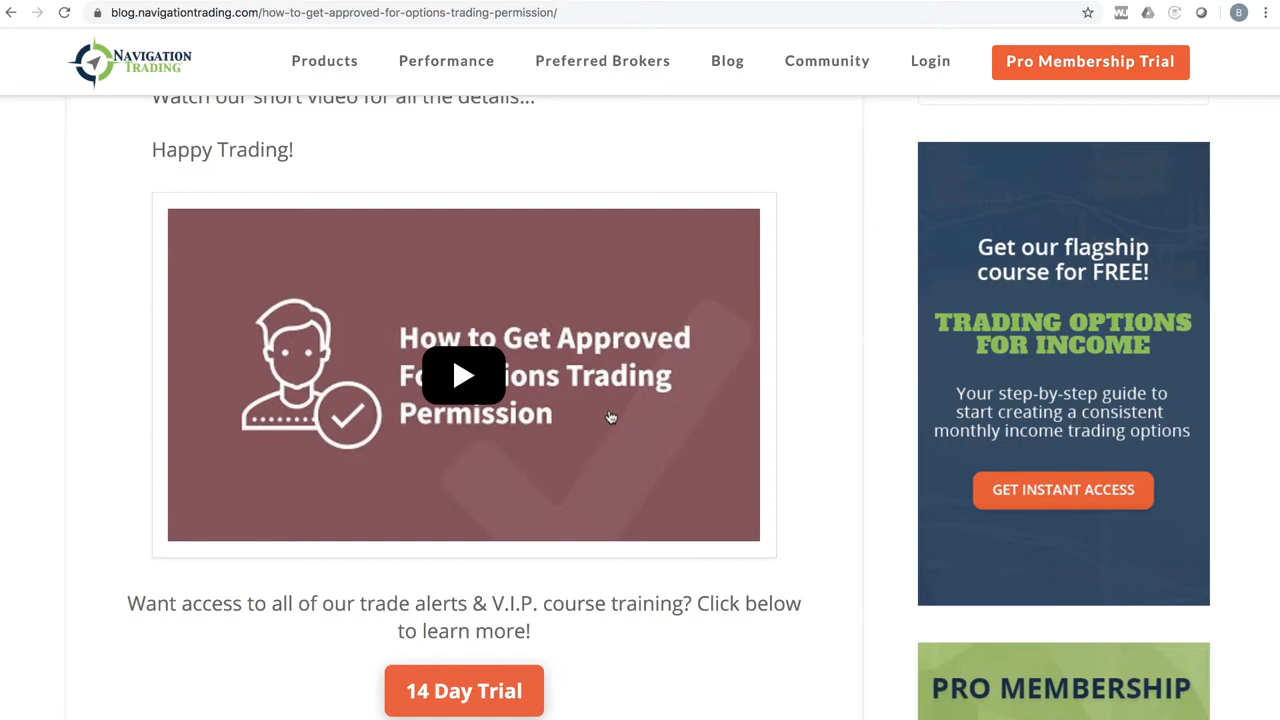 blog.navigationtrading.com/how-to-get-approved-for-options-trading-permission/
B
NAVIGATION
TRADING
Products
Performance
Preferred Brokers
Blog
Community
Login
Pro Membership Trial
Watch our short video for all the details...
Happy Trading!
How to Get Approved
Trading
Permission
Want access to all of our trade alerts & V.I.P. course training? Click below
to learn more!
14 Day Trial
Get our flagship
course for FREE!
TRADING OPTIONS
FOR INCOME
Your step-by-step guide to
start creating a consistent
monthly income trading options
GET INSTANT ACCESS
PRO MEMBERSHIP